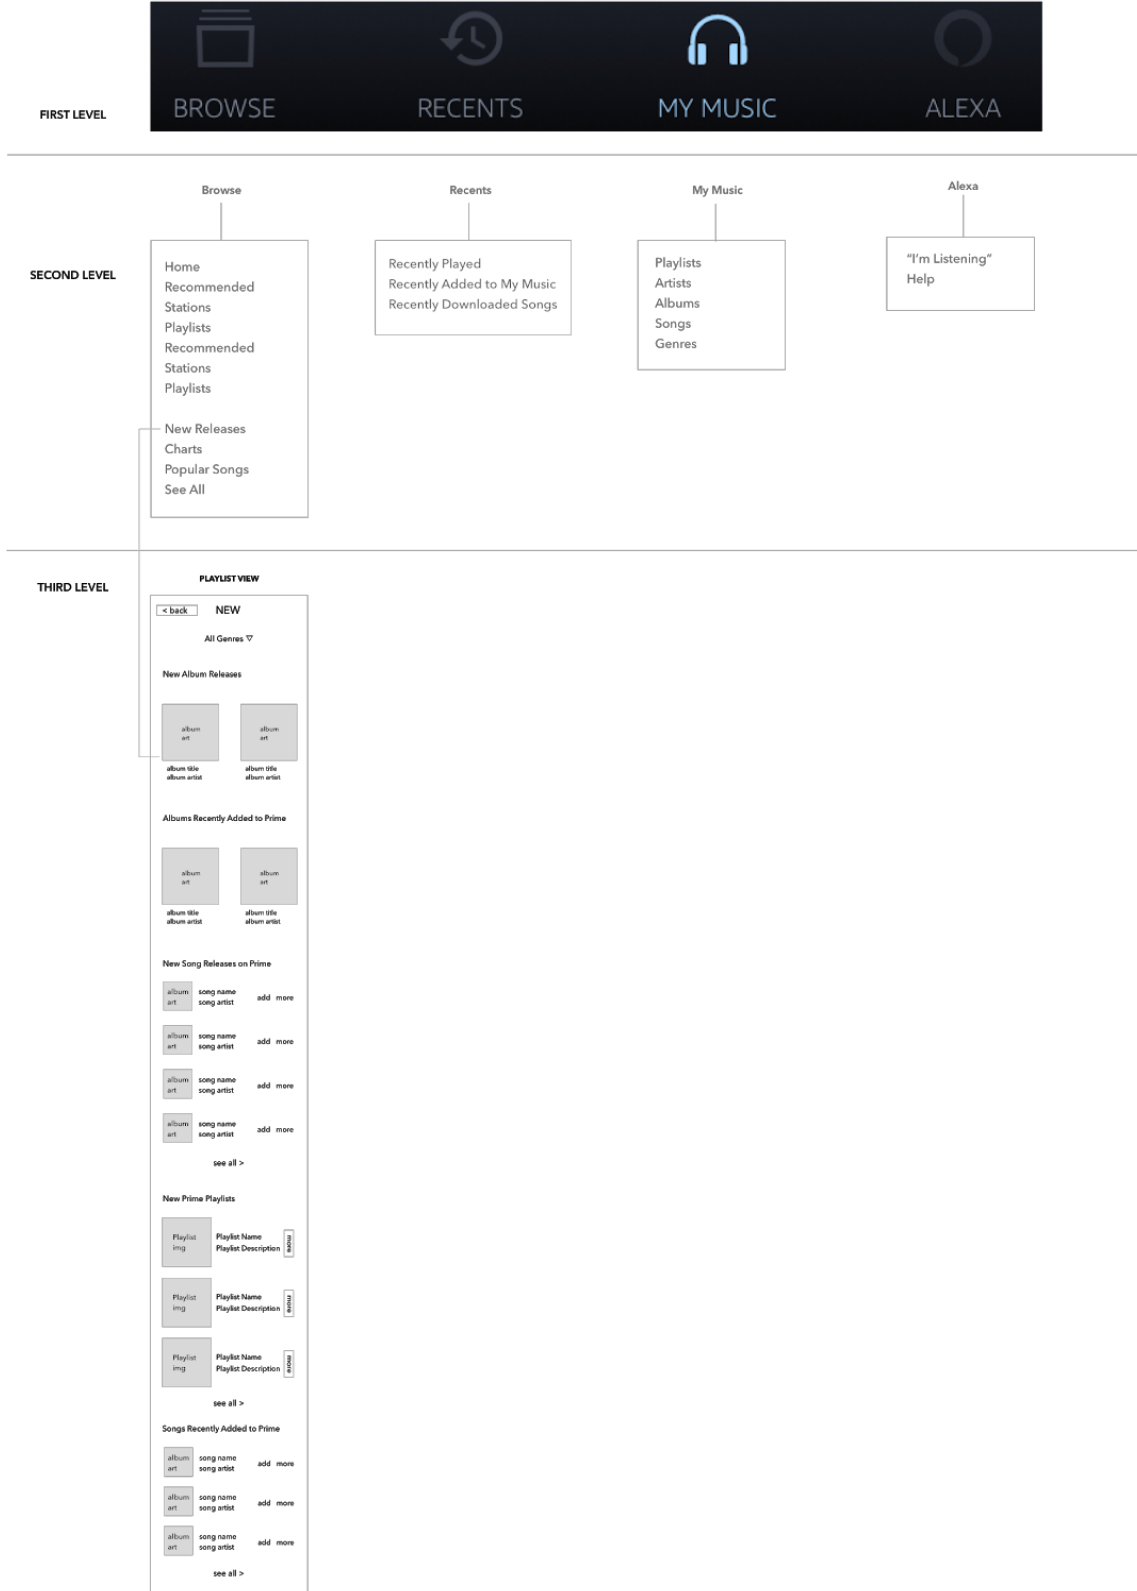 BROWSE
RECENTS
MY MUSIC
ALEXA
FIRST LEVEL
Browse
Recents
My Music
Alexa
SECOND LEVEL
Home
Recommended
Stations
Playlists
Recommended
Stations
Playlists
New Releases
Charts
Popular Songs
See All
Recently Played
Recently Added to My Music
Recently Downloaded Songs
Playlists
Artists
Albums
Songs
Genres
“I’m Listening”
Help
THIRD LEVEL
PLAYLIST VIEW
< back NEW
All Genres ▽
New Album Releases
album
art
album
art
album title
album artist
album title
album artist
Albums Recently Added to Prime
album
art
album
art
album title
album artist
album title
album artist
New Song Releases on Prime
album
art
song name
song artist
add more
album
art
song name
song artist
add more
album
art
song name
song artist
add more
album
art
song name
song artist
add more
see all >
New Prime Playlists
Playlist
img
Playlist Name
Playlist Description
more
Playlist
img
Playlist Name
Playlist Description
more
Playlist
img
Playlist Name
Playlist Description
more
see all >
Songs Recently Added to Prime
album
art
song name
song artist
add more
album
art
song name
song artist
add more
album
art
song name
song artist
add more
see all >